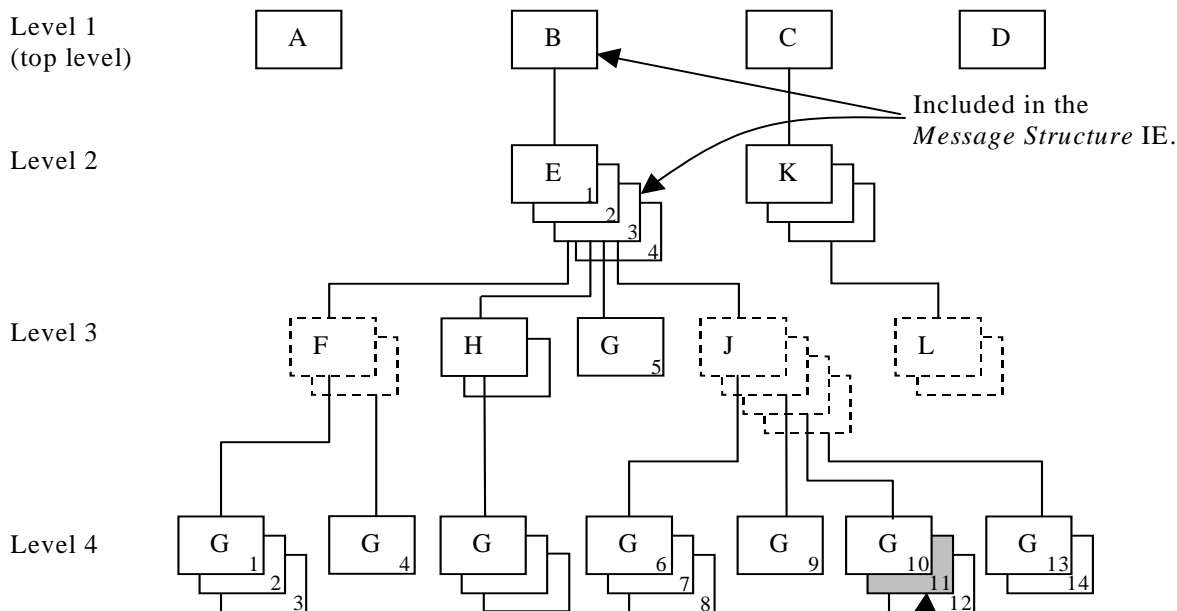 Level 1
(top level)
A
B
C
D
Included in the
Message Structure IE.
Level 2
E
1
2
3
4
K
Level 3
F
H
G
5
J
L
Level 4
G
1
2
3
G
4
G
G
6
7
8
G
9
G
10
11
12
G
13
14